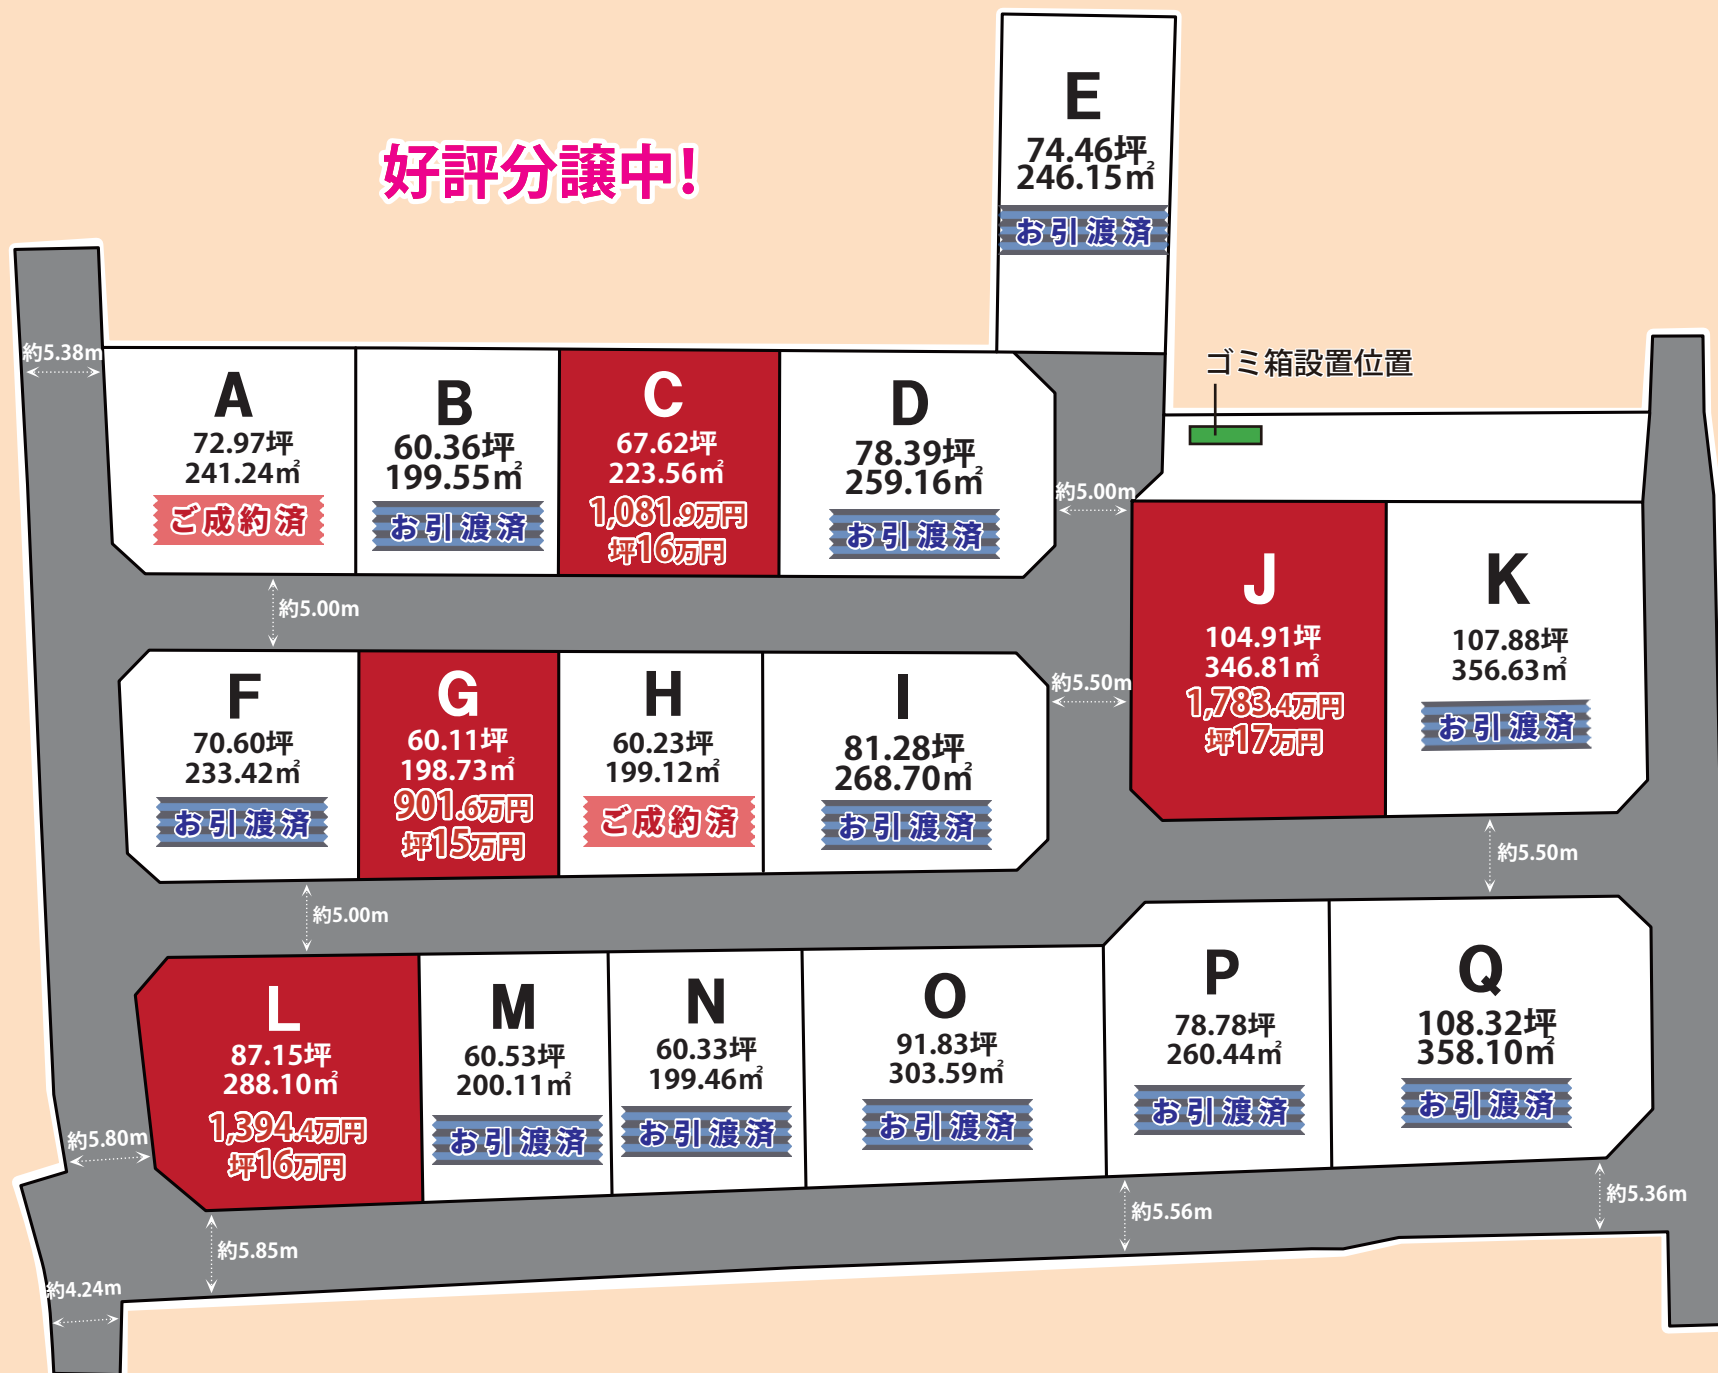 好評分譲中!
E
74.46坪
246.15㎡
お引渡済
約5.38m
ゴミ箱設置位置
A
72.97坪
241.24㎡
ご成約済
B
60.36坪
199.55㎡
お引渡済
C
67.62坪
223.56㎡
1,081.9万円
坪16万円
D
78.39坪
259.16㎡
お引渡済
約5.00m
約5.00m
J
104.91坪
346.81㎡
1,783.4万円
坪17万円
K
107.88坪
356.63㎡
お引渡済
F
70.60坪
233.42㎡
お引渡済
G
60.11坪
198.73㎡
901.6万円
坪15万円
H
60.23坪
199.12㎡
ご成約済
I
81.28坪
268.70㎡
お引渡済
約5.50m
約5.50m
約5.00m
L
87.15坪
288.10㎡
1,394.4万円
坪16万円
M
60.53坪
200.11㎡
お引渡済
N
60.33坪
199.46㎡
お引渡済
O
91.83坪
303.59㎡
お引渡済
P
78.78坪
260.44㎡
お引渡済
Q
108.32坪
358.10㎡
お引渡済
約5.80m
約5.85m
約5.56m
約5.36m
約4.24m